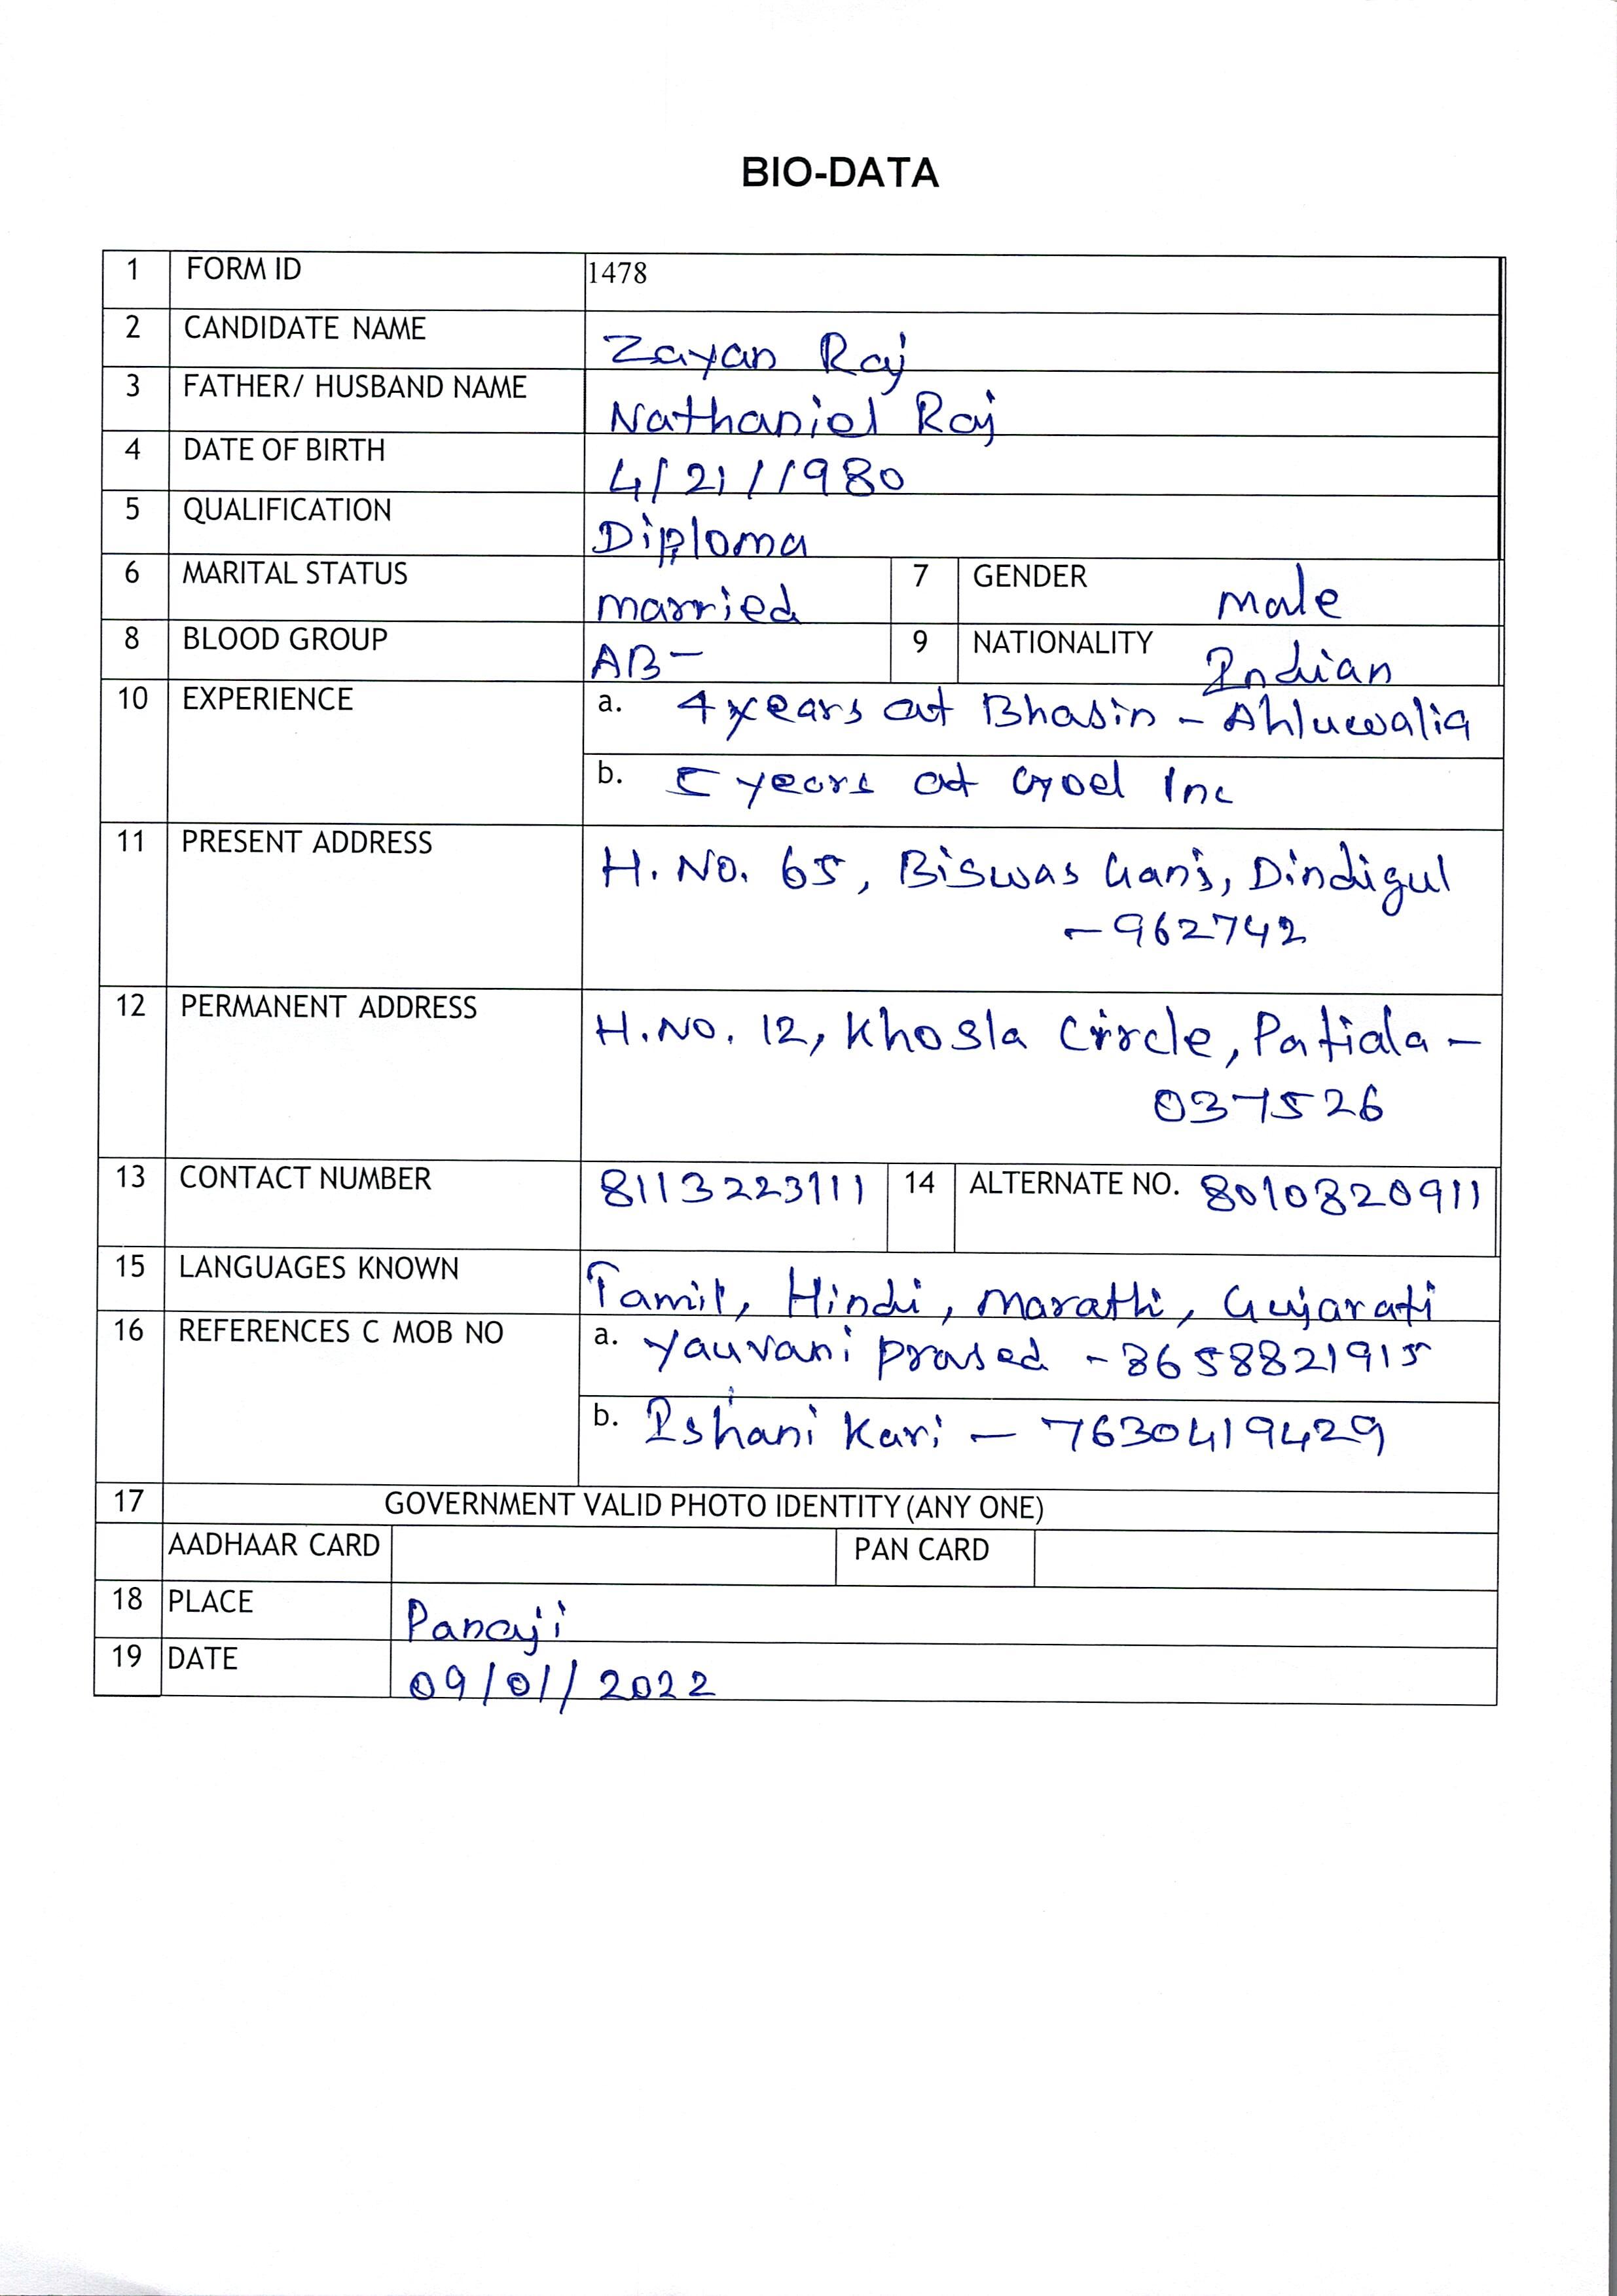 BIO-DATA
1 FORM ID 1478
2 CANDIDATE NAME Zayan Raj
3 FATHER/ HUSBAND NAME Nathaniel Raj
4 DATE OF BIRTH 4/21/1980
5 QUALIFICATION Diploma
6 MARITAL STATUS married 7 GENDER male
8 BLOOD GROUP AB- 9 NATIONALITY Indian
10 EXPERIENCE a. 4 years at Bhasin - Ahluwalia
b. 5 years at Goel Inc
11 PRESENT ADDRESS H. No. 65, Biswas Ganj, Dindigul
- 962742
12 PERMANENT ADDRESS H.No. 12, Khosla Circle, Patiala -
037526
13 CONTACT NUMBER 8113223111 14 ALTERNATE NO. 8010820911
15 LANGUAGES KNOWN Tamil, Hindi, Marathi, Gujarati
16 REFERENCES C MOB NO a. Yauvani prasad - 8658821915
b. Ishani Kari - 7630419429
17 GOVERNMENT VALID PHOTO IDENTITY (ANY ONE)
AADHAAR CARD PAN CARD
18 PLACE Panaji
19 DATE 09/01/2022